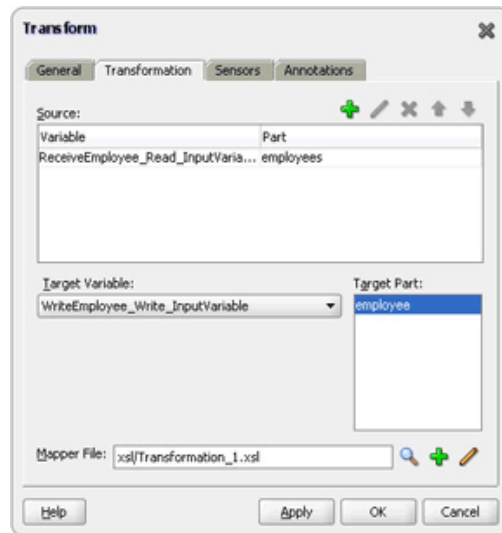 Transform
General Transformation Sensors Annotations
Source:
Variable Part
ReceiveEmployee_Read_InputVaria... employees
Target Variable: Target Part:
WriteEmployee_Write_InputVariable employee
Mapper File: xsl/Transformation_1.xsl
Help Apply OK Cancel